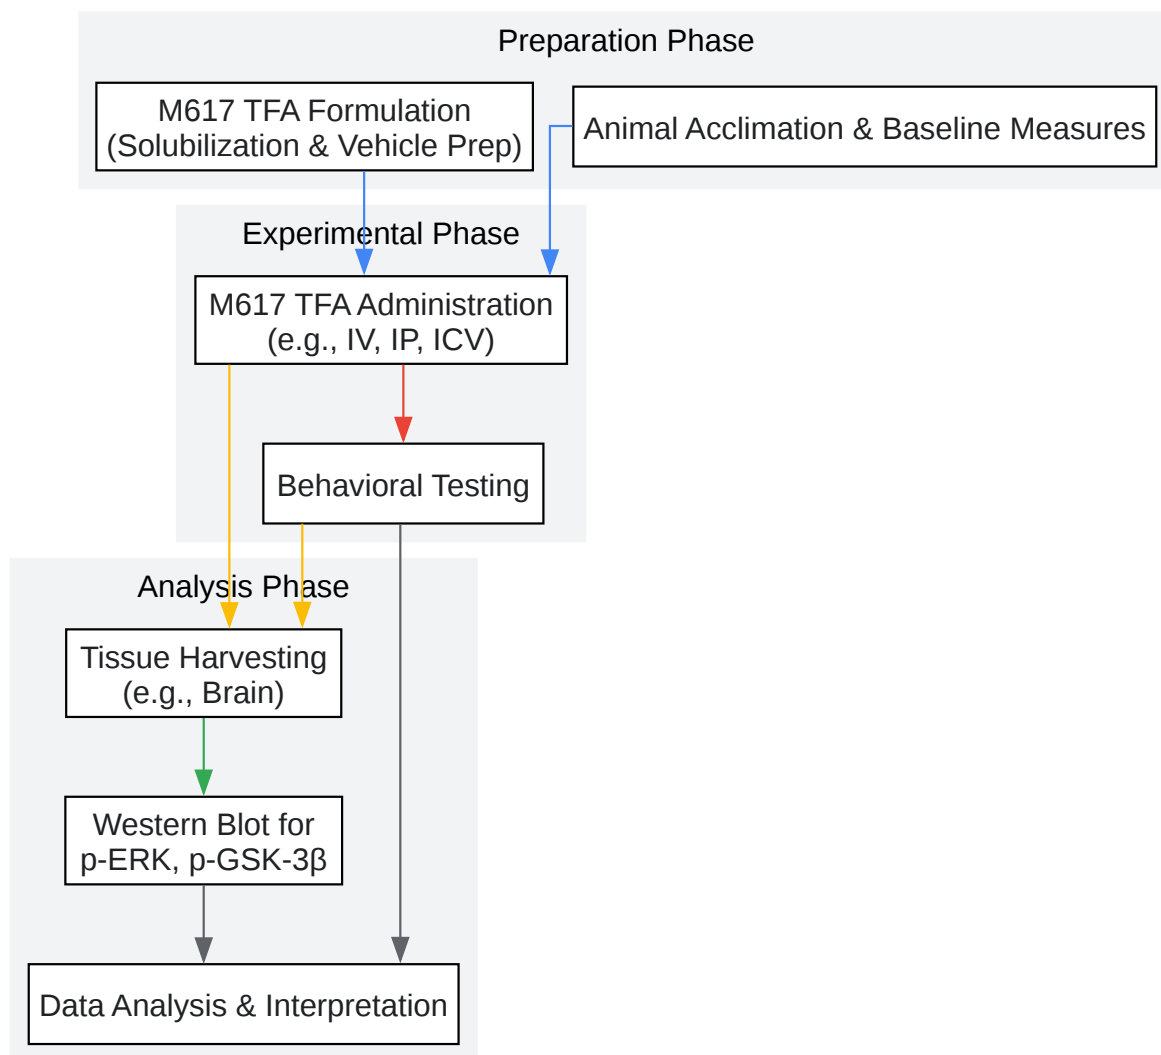 Preparation Phase
M617 TFA Formulation
(Solubilization & Vehicle Prep)
Animal Acclimation & Baseline Measures
Experimental Phase
M617 TFA Administration
(e.g., IV, IP, ICV)
Behavioral Testing
Analysis Phase
Tissue Harvesting
(e.g., Brain)
Western Blot for
p-ERK, p-GSK-3β
Data Analysis & Interpretation